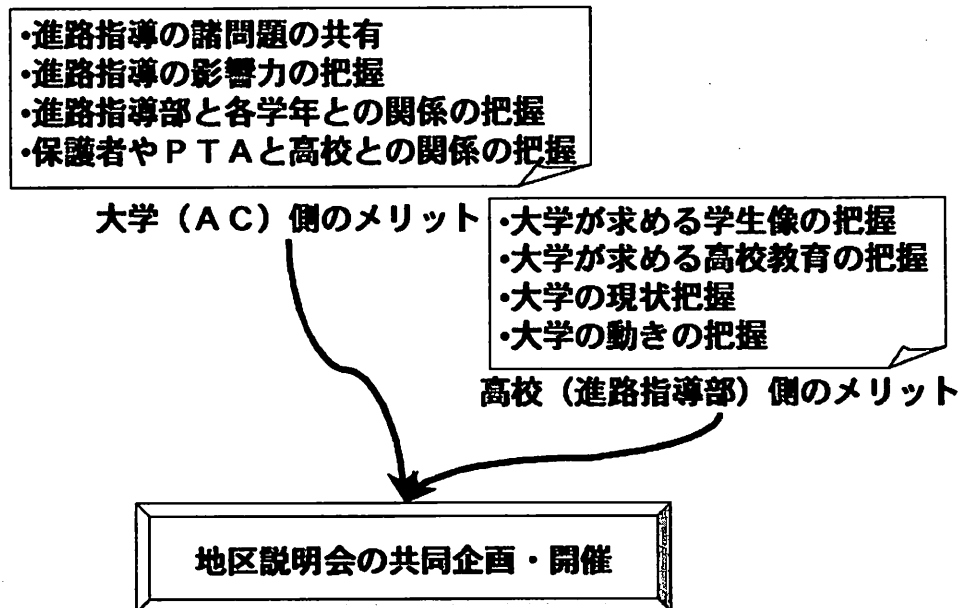 ・進路指導の諸問題の共有
・進路指導の影響力の把握
・進路指導部と各学年との関係の把握
・保護者やＰＴＡと高校との関係の把握
大学（ＡＣ）側のメリット
・大学が求める学生像の把握
・大学が求める高校教育の把握
・大学の現状把握
・大学の動きの把握
高校（進路指導部）側のメリット
地区説明会の共同企画・開催